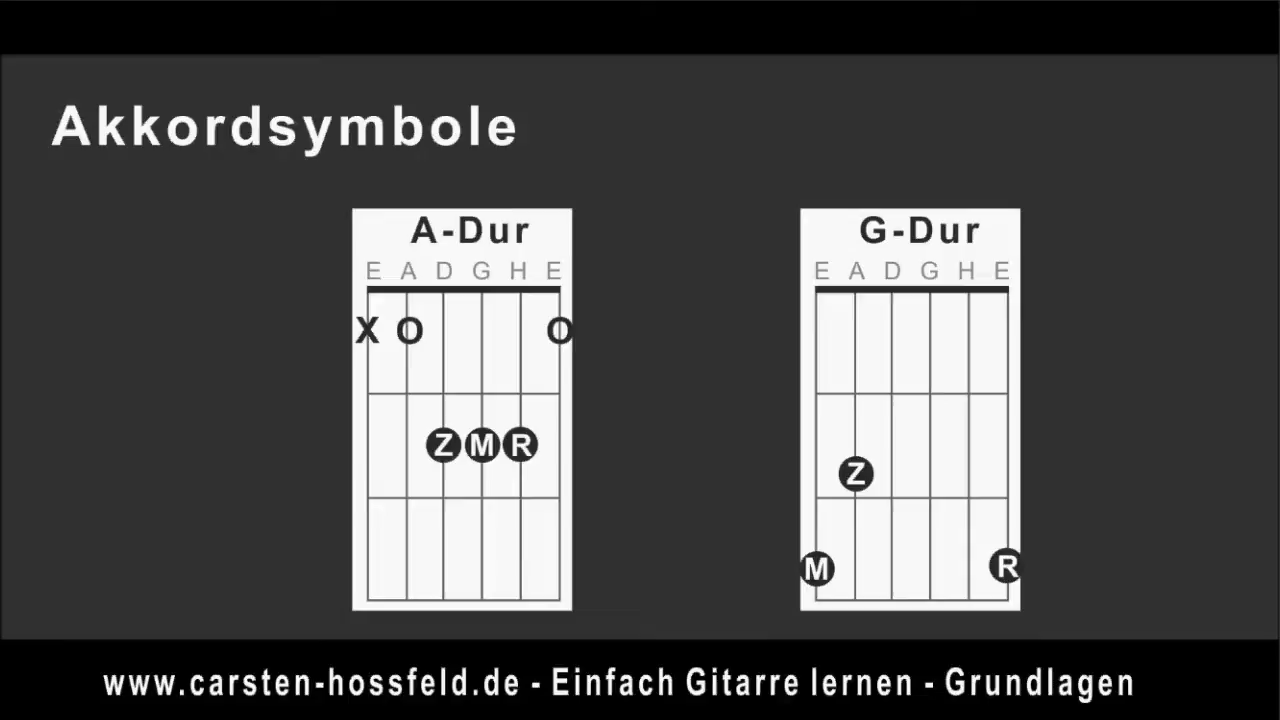 Akkordsymbole
A-Dur
E A D G H E
X O O
Z M R
G-Dur
E A D G H E
Z
M R
www.carsten-hossfeld.de - Einfach Gitarre lernen - Grundlagen